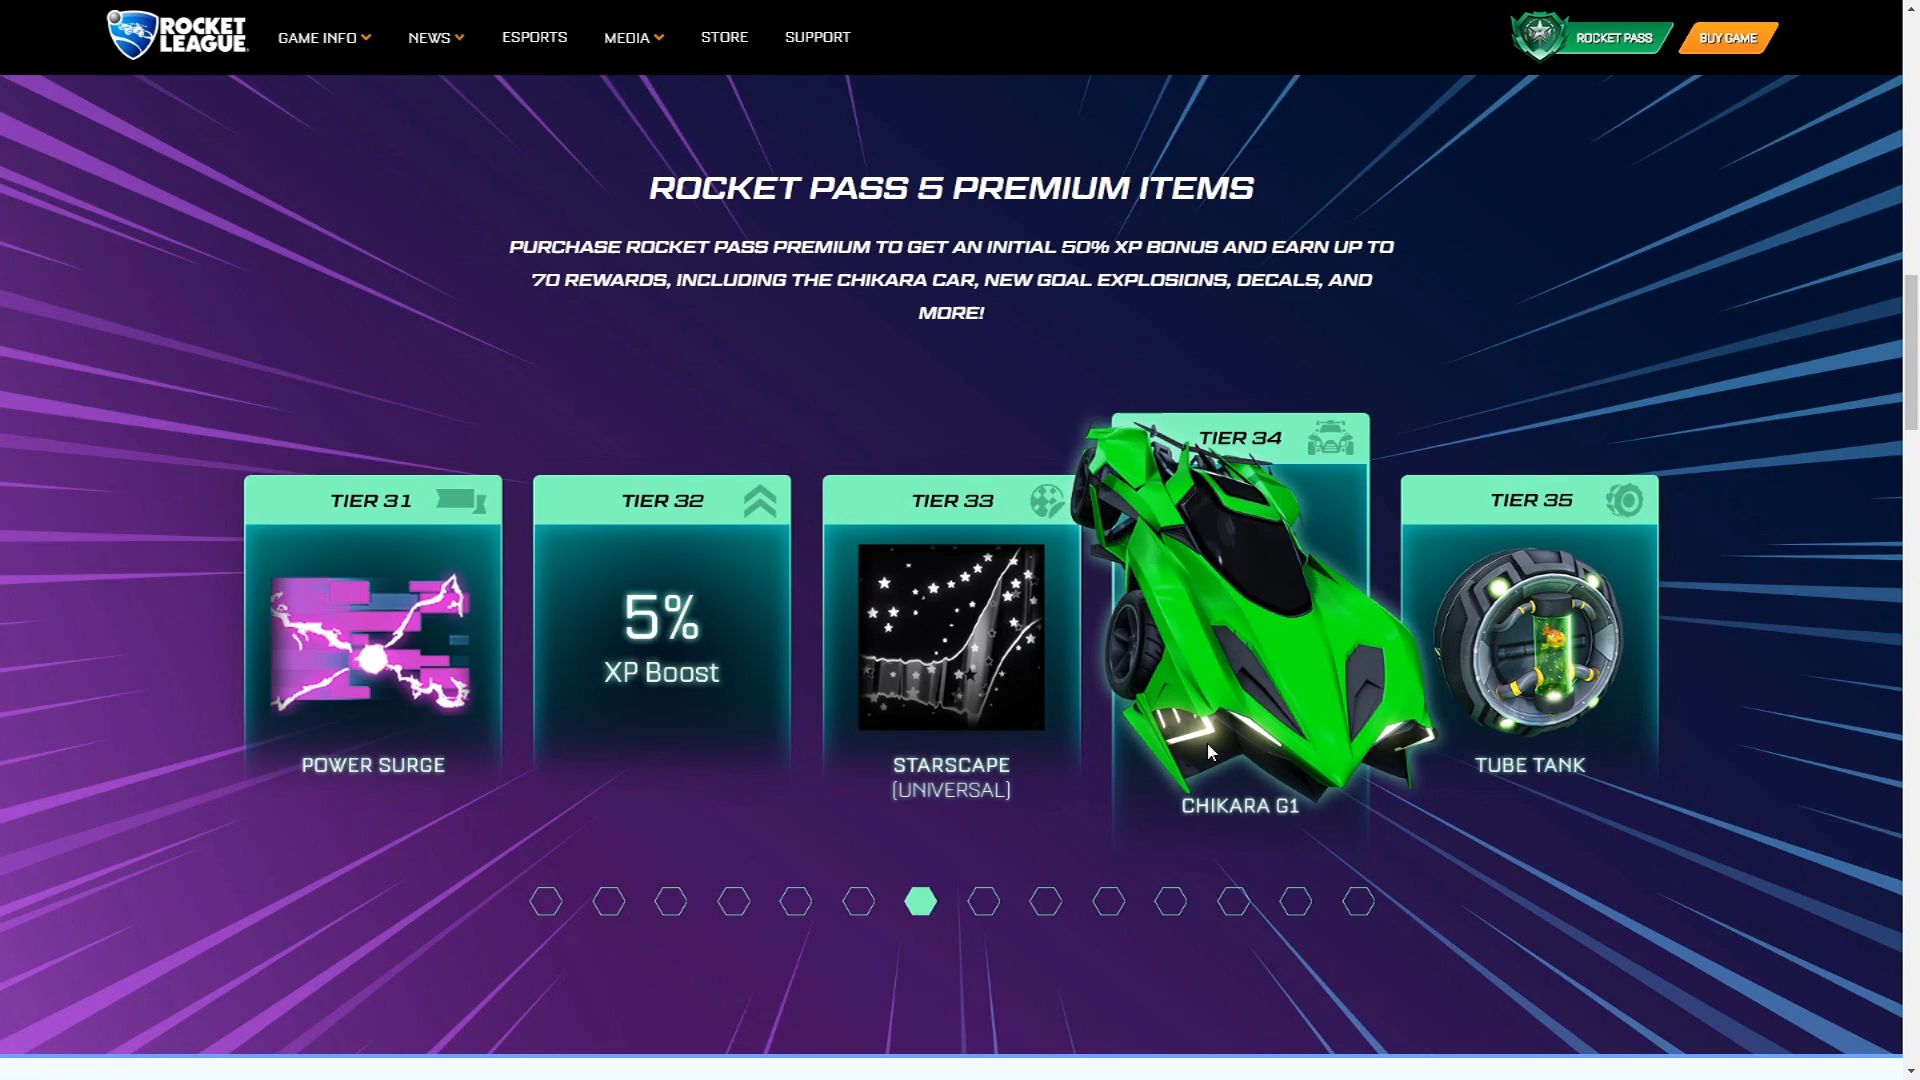 ROCKET
LEAGUE
GAME INFO
NEWS
ESPORTS
MEDIA
STORE
SUPPORT
ROCKET PASS
BUY GAME
ROCKET PASS 5 PREMIUM ITEMS
PURCHASE ROCKET PASS PREMIUM TO GET AN INITIAL 50% XP BONUS AND EARN UP TO
70 REWARDS, INCLUDING THE CHIKARA CAR, NEW GOAL EXPLOSIONS, DECALS, AND
MORE!
TIER 31
POWER SURGE
TIER 32
5%
XP Boost
TIER 33
STARSCAPE
[UNIVERSAL]
TIER 34
CHIKARA G1
TIER 35
TUBE TANK